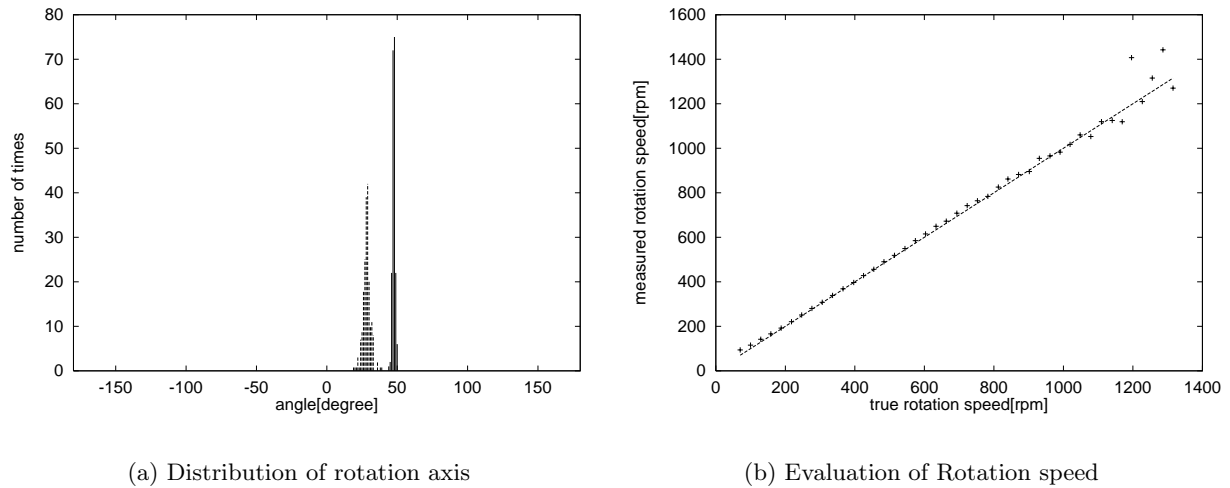 80
70
60
50
40
30
20
10
0
number of times
-150 -100 -50 0 50 100 150
angle[degree]
(a) Distribution of rotation axis
1600
1400
1200
1000
800
600
400
200
0
measured rotation speed[rpm]
0 200 400 600 800 1000 1200 1400
true rotation speed[rpm]
(b) Evaluation of Rotation speed